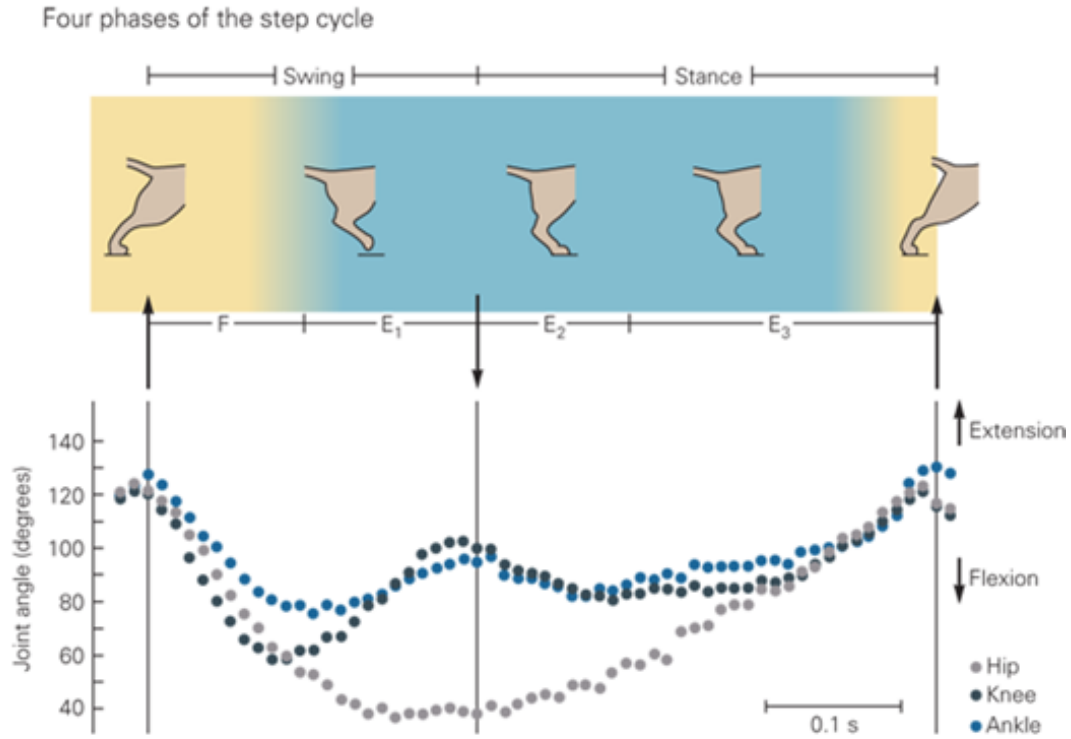 Four phases of the step cycle
Swing Stance
F E₁ E₂ E₃
Joint angle (degrees)
140
120
100
80
60
40
Extension
Flexion
Hip
Knee
Ankle
0.1 s